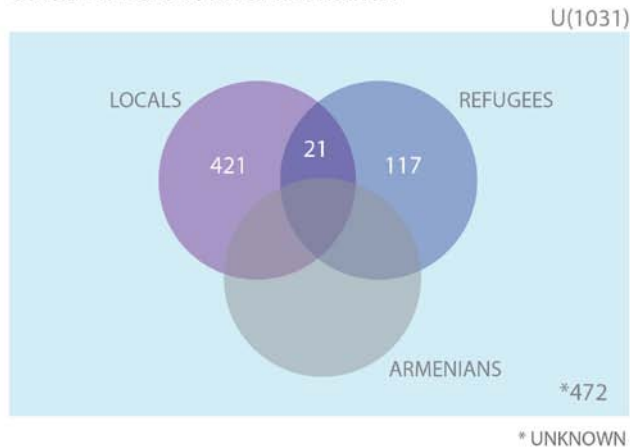 U(1031)
LOCALS
REFUGEES
421
21
117
ARMENIANS
*472
* UNKNOWN